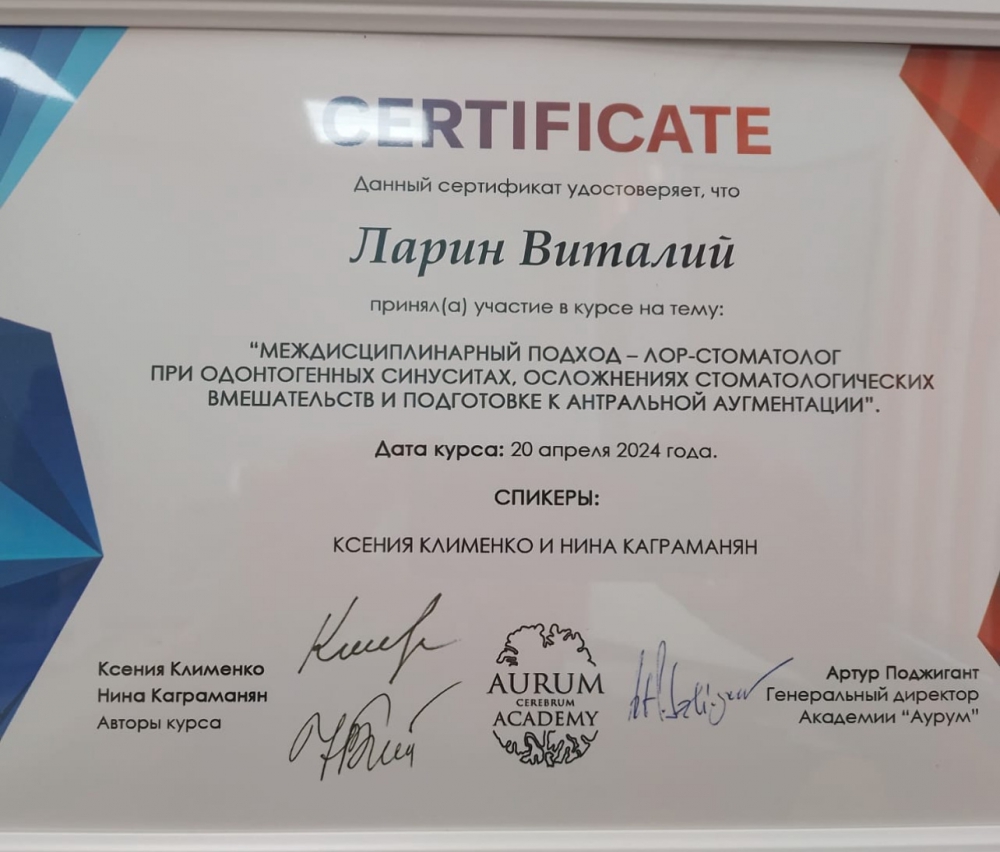 CERTIFICATE
Данный сертификат удостоверяет, что
Ларин Виталий
принял(а) участие в курсе на тему:
“МЕЖДИСЦИПЛИНАРНЫЙ ПОДХОД – ЛОР-СТОМАТОЛОГ
ПРИ ОДОНТОГЕННЫХ СИНУСИТАХ, ОСЛОЖНЕНИЯХ СТОМАТОЛОГИЧЕСКИХ
ВМЕШАТЕЛЬСТВ И ПОДГОТОВКЕ К АНТРАЛЬНОЙ АУГМЕНТАЦИИ”.
Дата курса: 20 апреля 2024 года.
СПИКЕРЫ:
КСЕНИЯ КЛИМЕНКО И НИНА КАГРАМАНЯН
Ксения Клименко
Нина Каграманян
Авторы курса
AURUM
CEREBRUM
ACADEMY
Артур Поджигант
Генеральный директор
Академии “Аурум”